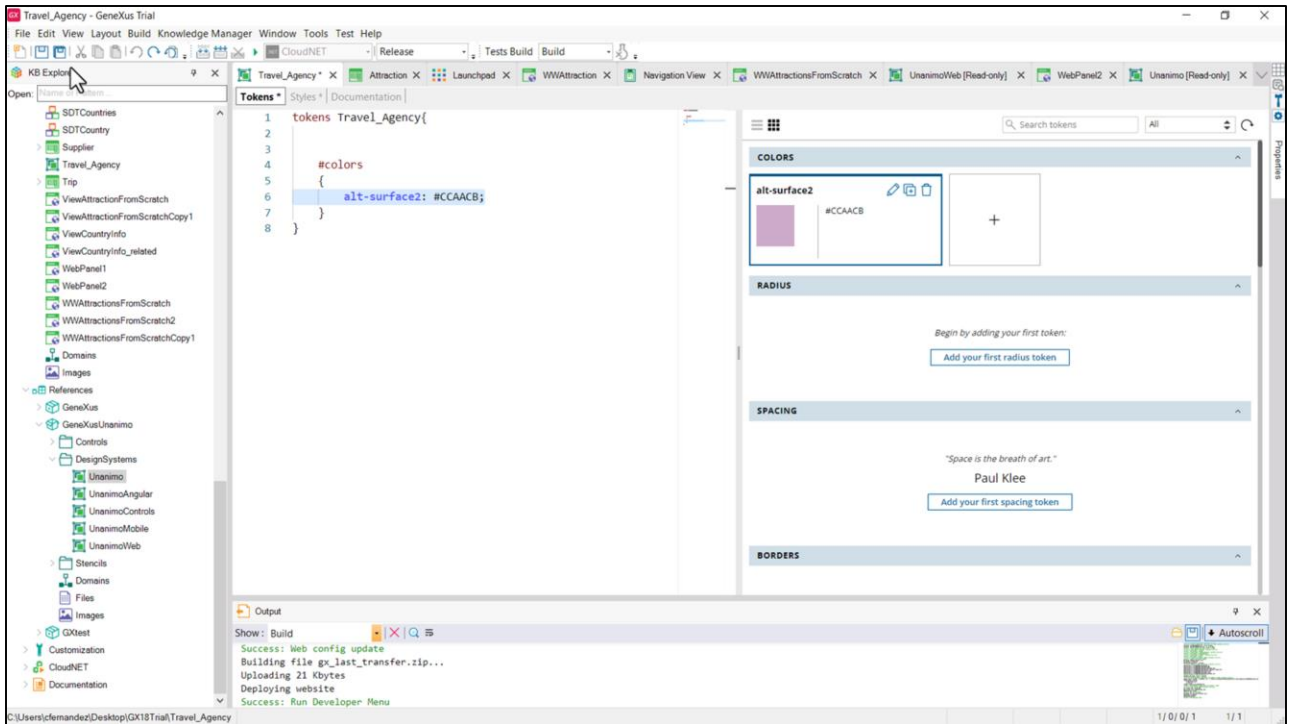 Travel_Agency - GeneXus Trial
File Edit View Layout Build Knowledge Manager Window Tools Test Help
CloudNET Release Tests Build Build
KB Explorer
Travel_Agency * X Attraction X Launchpad X WWAttraction X Navigation View X WWAttractionsFromScratch X UnanimoWeb [Read-only] X WebPanel2 X Unanimo [Read-only] X
Open: Name or Pattern...
Tokens * Styles * Documentation
SDTCountries
SDTCountry
Supplier
Travel_Agency
Trip
ViewAttractionFromScratch
ViewAttractionFromScratchCopy1
ViewCountryInfo
ViewCountryInfo_related
WebPanel1
WebPanel2
WWAttractionsFromScratch
WWAttractionsFromScratch2
WWAttractionsFromScratchCopy1
Domains
Images
References
GeneXus
GeneXusUnanimo
Controls
DesignSystems
Unanimo
UnanimoAngular
UnanimoControls
UnanimoMobile
UnanimoWeb
Stencils
Domains
Files
Images
GXtest
Customization
CloudNET
Documentation
1 tokens Travel_Agency{
2
3
4 #colors
5 {
6 alt-surface2: #CCAACB;
7 }
8 }
Search tokens All
COLORS
alt-surface2
#CCAACB
+
RADIUS
Begin by adding your first token:
Add your first radius token
SPACING
"Space is the breath of art."
Paul Klee
Add your first spacing token
BORDERS
Properties
Output
Show: Build
Autoscroll
Success: Web config update
Building file gx_last_transfer.zip...
Uploading 21 Kbytes
Deploying website
Success: Run Developer Menu
C:\Users\cfernandez\Desktop\GX18Trial\Travel_Agency
1/ 0/ 0/ 1 1/ 1